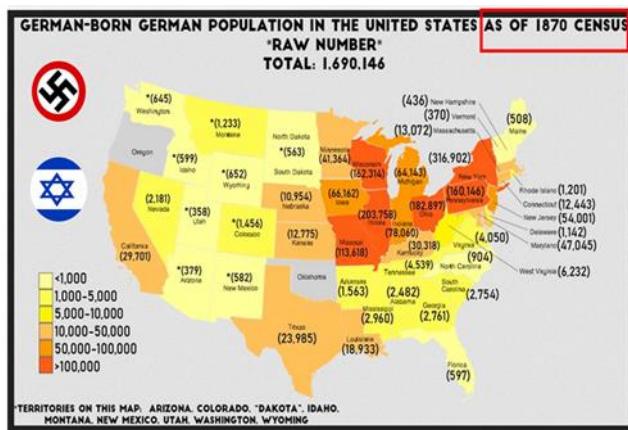 GERMAN-BORN GERMAN POPULATION IN THE UNITED STATES AS OF 1870 CENSUS
*RAW NUMBER*
TOTAL: 1,690,146
*(645)
Washington
*(1,233)
Montana
North Dakota
*(563)
South Dakota
Minnesota
(41,364)
Wisconsin
(162,314)
(64,143)
Michigan
(436) New Hampshire
(370) Vermont
(13,072) Massachusetts
(508)
Maine
(316,902)
New York
(160,146)
Pennsylvania
Rhode Island (1,201)
Connecticut (12,443)
New Jersey (54,001)
Delaware (1,142)
Maryland (47,045)
Oregon
*(599)
Idaho
*(652)
Wyoming
(10,954)
Nebraska
(66,162)
Iowa
(203,758)
Illinois
Indiana
(78,060)
(182,897)
Ohio
(2,181)
Nevada
*(358)
Utah
*(1,456)
Colorado
(12,775)
Kansas
Missouri
(113,618)
(30,318)
Kentucky
(4,050)
Virginia
(904)
North Carolina
West Virginia (6,232)
California
(29,701)
*(379)
Arizona
*(582)
New Mexico
Oklahoma
Arkansas
(1,563)
(4,539)
Tennessee
(2,482)
Alabama
Mississippi
(2,960)
Georgia
(2,761)
South Carolina
(2,754)
Texas
(23,985)
Louisiana
(18,933)
Florida
(597)
<1,000
1,000-5,000
5,000-10,000
10,000-50,000
50,000-100,000
>100,000
*TERRITORIES ON THIS MAP: ARIZONA, COLORADO, "DAKOTA", IDAHO,
MONTANA, NEW MEXICO, UTAH, WASHINGTON, WYOMING